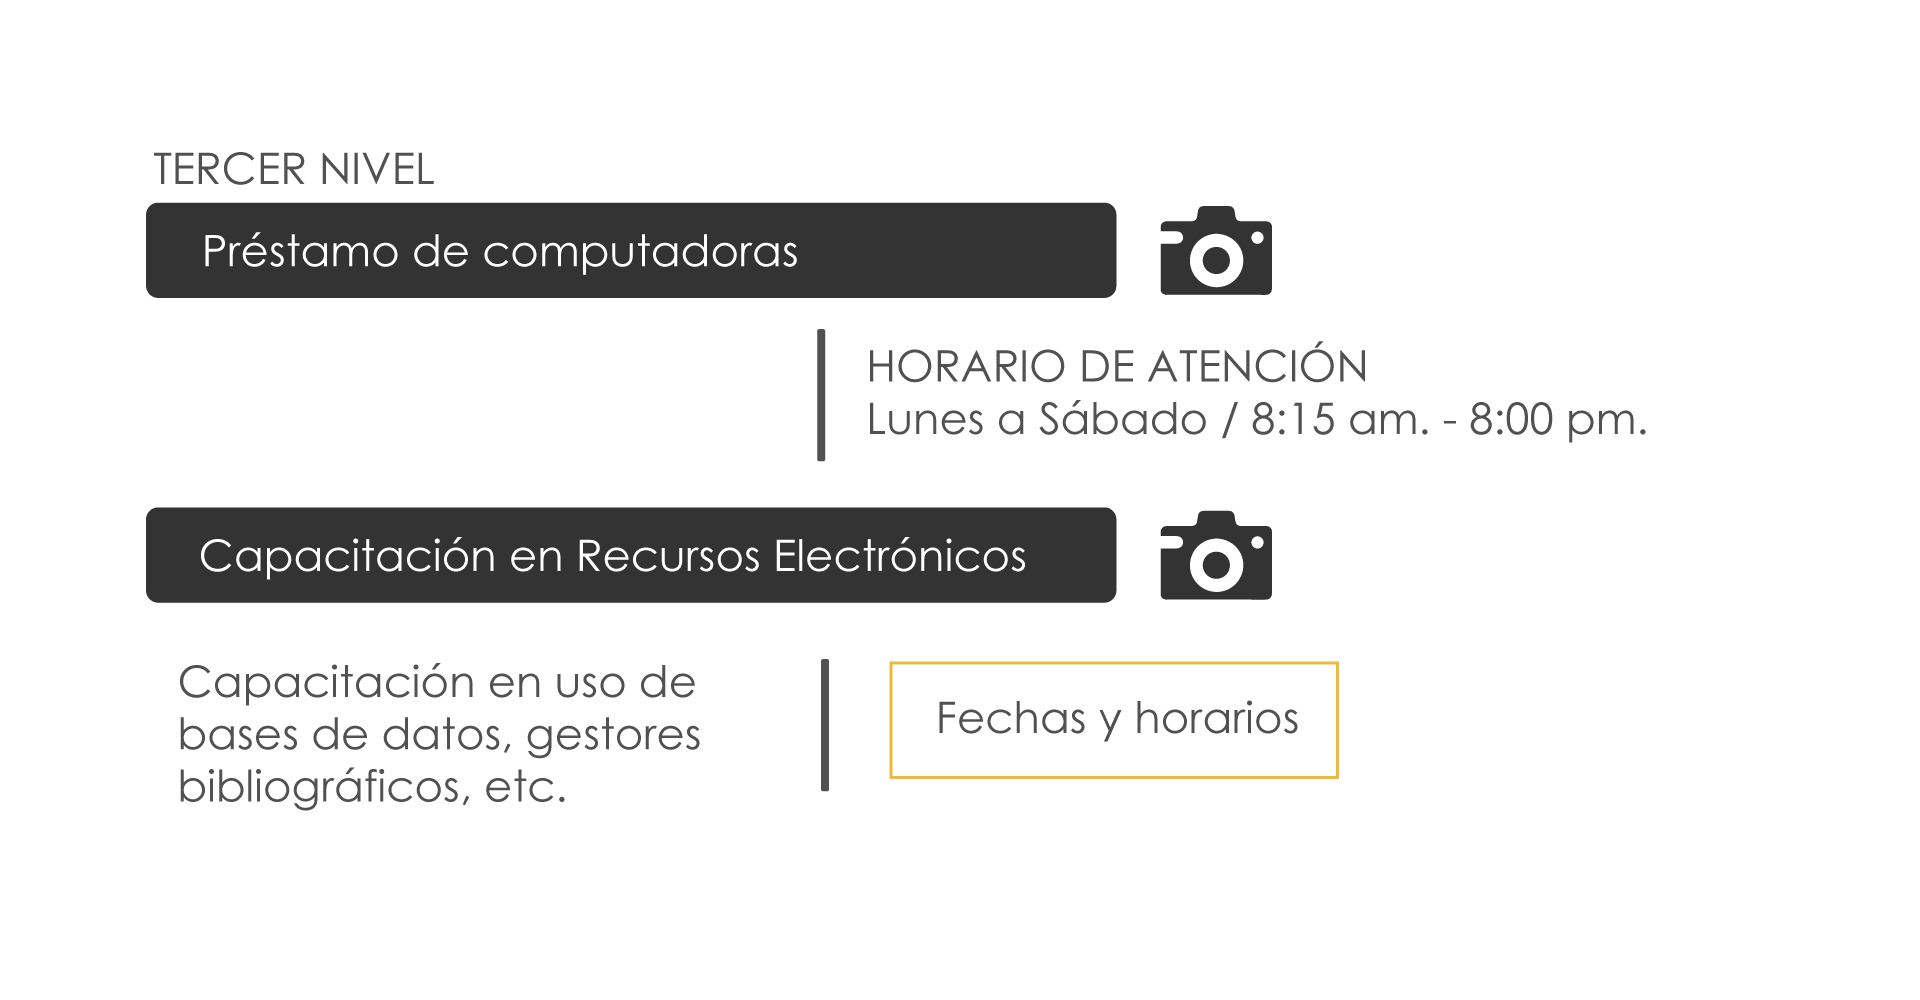 TERCER NIVEL
Préstamo de computadoras
HORARIO DE ATENCIÓN
Lunes a Sábado / 8:15 am. - 8:00 pm.
Capacitación en Recursos Electrónicos
Capacitación en uso de
bases de datos, gestores
bibliográficos, etc.
Fechas y horarios